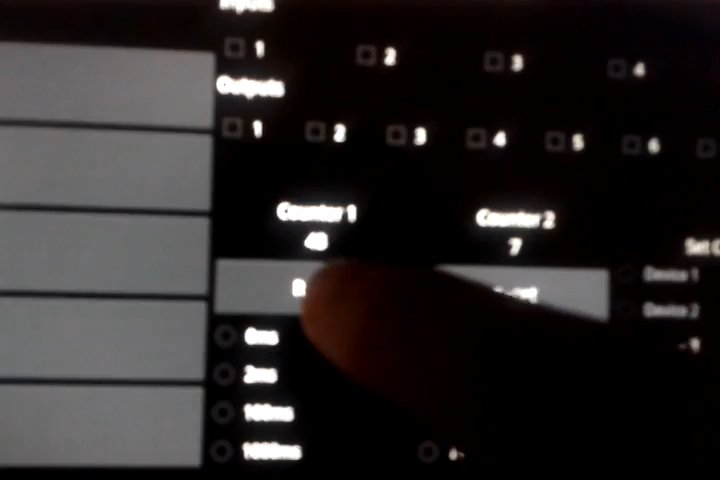 Inputs
1 2 3 4
Outputs
1 2 3 4 5 6
Counter 1 Counter 2
48 7
Device 1
Device 2
0ms
2ms
100ms
1000ms